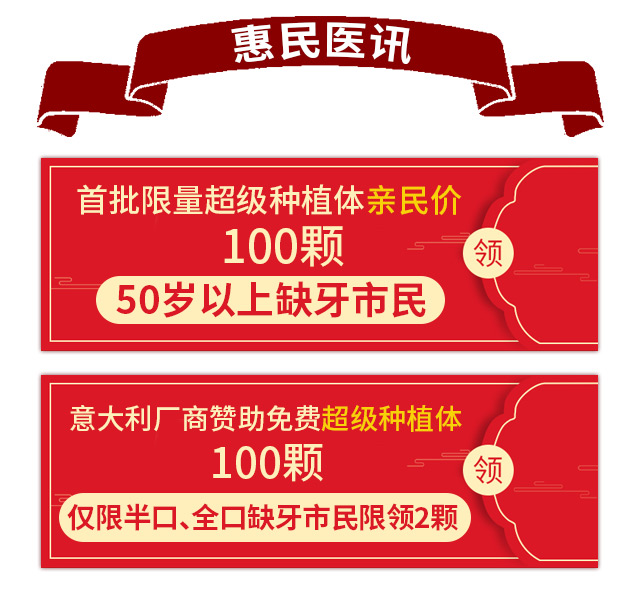 惠民医讯
首批限量超级种植体亲民价
100颗
50岁以上缺牙市民
领
意大利厂商赞助免费超级种植体
100颗
仅限半口、全口缺牙市民限领2颗
领